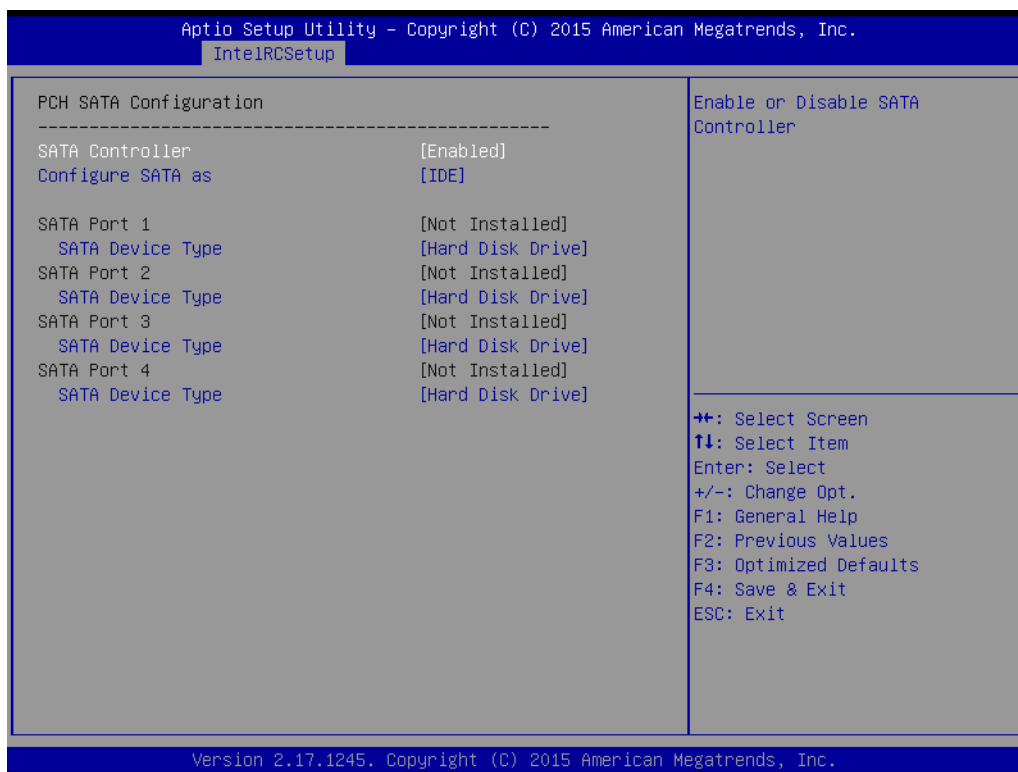 Aptio Setup Utility – Copyright (C) 2015 American Megatrends, Inc.
IntelRCSetup
PCH SATA Configuration
--------------------------------------------------
SATA Controller [Enabled]
Configure SATA as [IDE]
SATA Port 1 [Not Installed]
SATA Device Type [Hard Disk Drive]
SATA Port 2 [Not Installed]
SATA Device Type [Hard Disk Drive]
SATA Port 3 [Not Installed]
SATA Device Type [Hard Disk Drive]
SATA Port 4 [Not Installed]
SATA Device Type [Hard Disk Drive]
Enable or Disable SATA
Controller
→←: Select Screen
↑↓: Select Item
Enter: Select
+/-: Change Opt.
F1: General Help
F2: Previous Values
F3: Optimized Defaults
F4: Save & Exit
ESC: Exit
Version 2.17.1245. Copyright (C) 2015 American Megatrends, Inc.